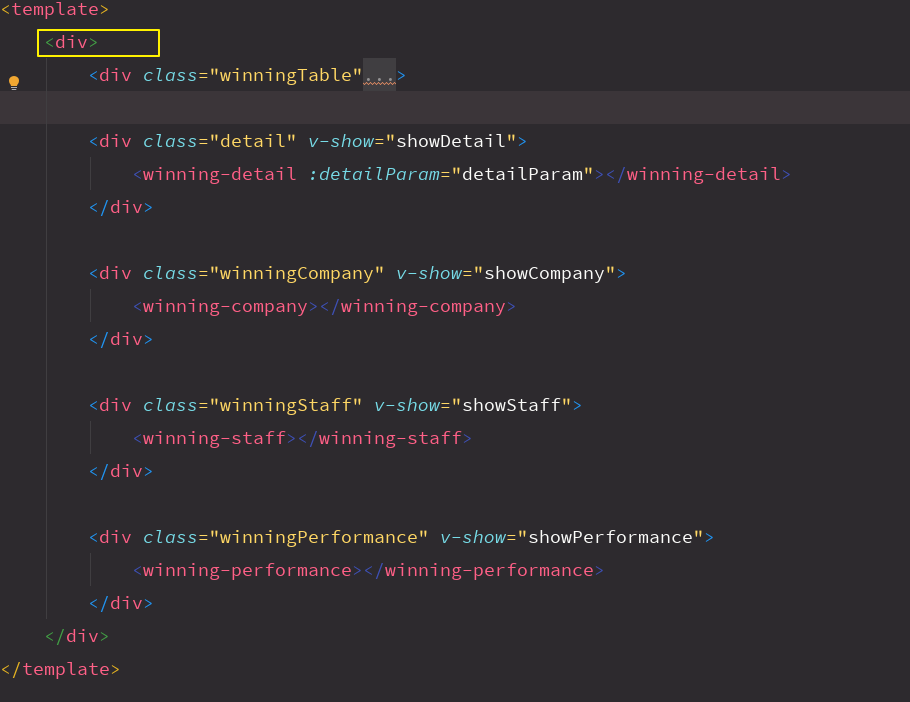 <template>
<div>
<div class="winningTable"...>
<div class="detail" v-show="showDetail">
<winning-detail :detailParam="detailParam"></winning-detail>
</div>
<div class="winningCompany" v-show="showCompany">
<winning-company></winning-company>
</div>
<div class="winningStaff" v-show="showStaff">
<winning-staff></winning-staff>
</div>
<div class="winningPerformance" v-show="showPerformance">
<winning-performance></winning-performance>
</div>
</div>
</template>